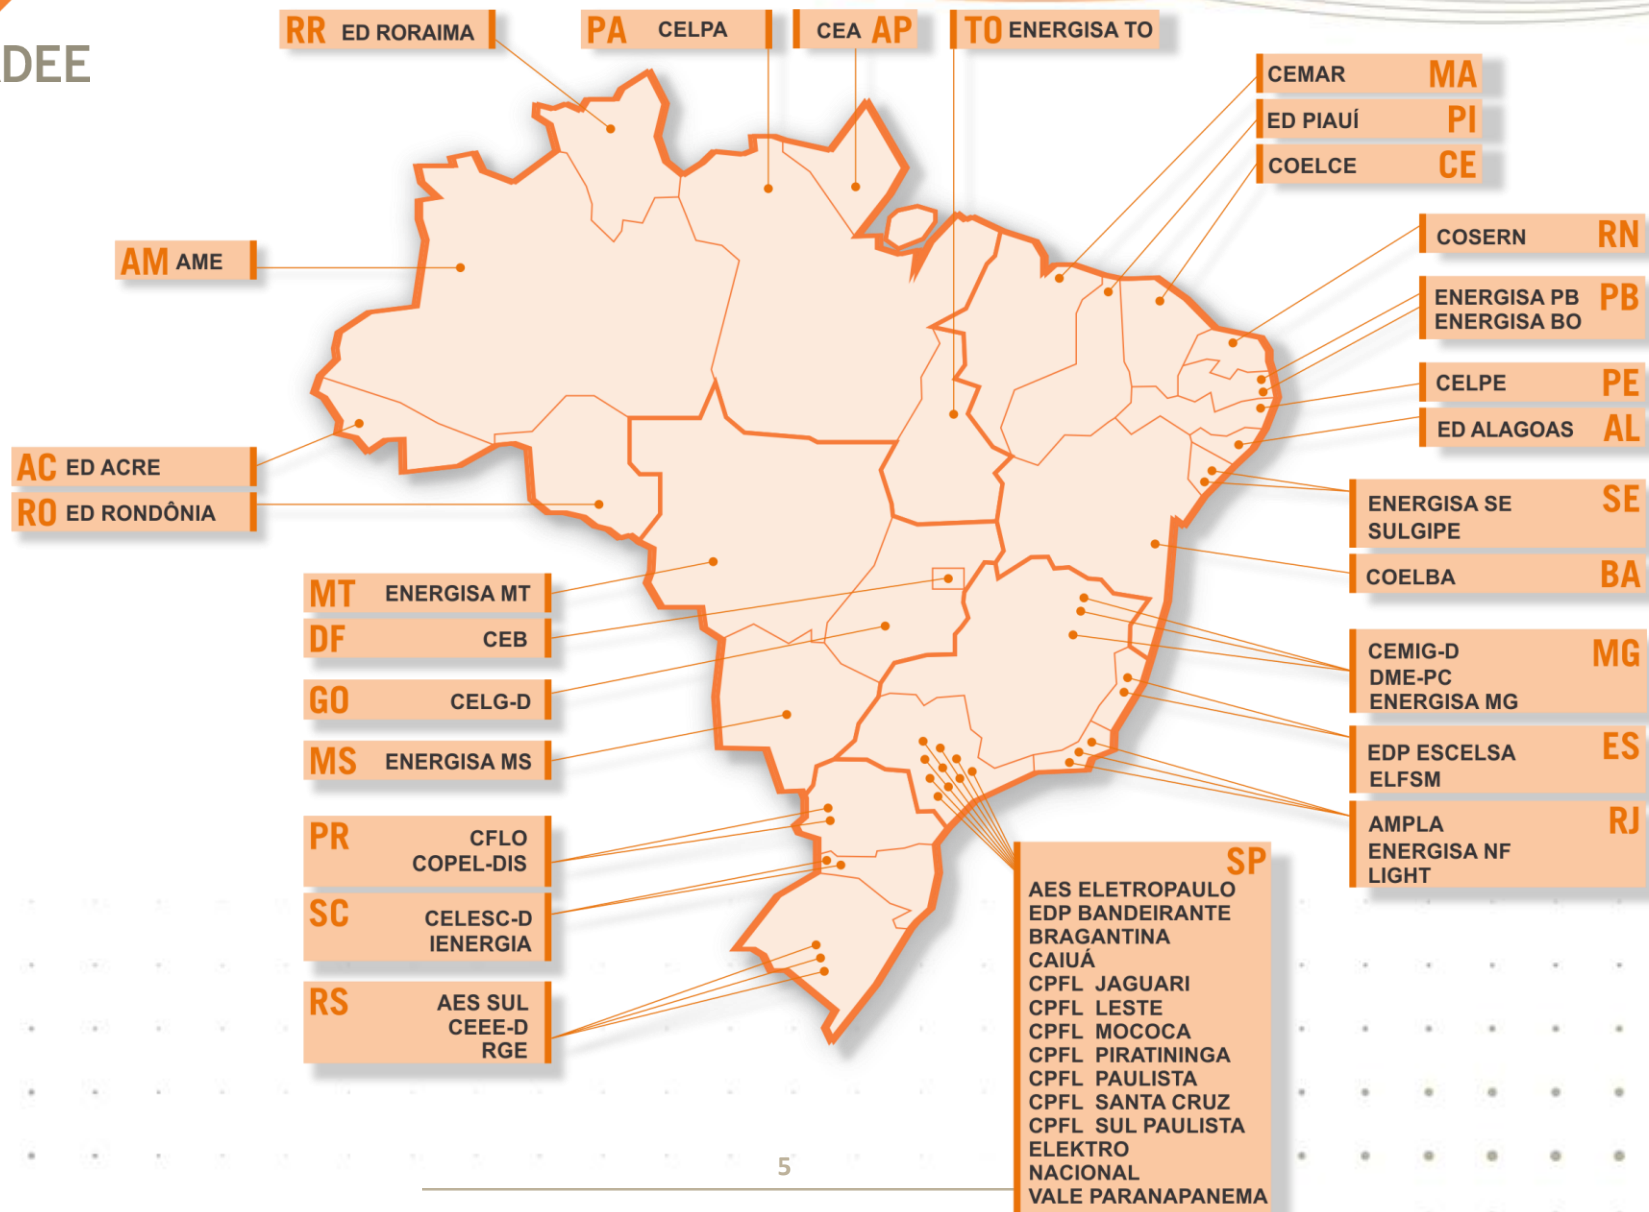 DEE
RR ED RORAIMA
PA CELPA
CEA AP
TO ENERGISA TO
CEMAR MA
ED PIAUÍ PI
COELCE CE
COSERN RN
ENERGISA PB PB
ENERGISA BO
CELPE PE
ED ALAGOAS AL
ENERGISA SE SE
SULGIPE
COELBA BA
CEMIG-D MG
DME-PC
ENERGISA MG
EDP ESCELSA ES
ELFSM
AMPLA RJ
ENERGISA NF
LIGHT
AM AME
AC ED ACRE
RO ED RONDÔNIA
MT ENERGISA MT
DF CEB
GO CELG-D
MS ENERGISA MS
PR CFLO
COPEL-DIS
SC CELESC-D
IENERGIA
RS AES SUL
CEEE-D
RGE
SP
AES ELETROPAULO
EDP BANDEIRANTE
BRAGANTINA
CAIUÁ
CPFL JAGUARI
CPFL LESTE
CPFL MOCOCA
CPFL PIRATININGA
CPFL PAULISTA
CPFL SANTA CRUZ
CPFL SUL PAULISTA
ELEKTRO
NACIONAL
VALE PARANAPANEMA
5